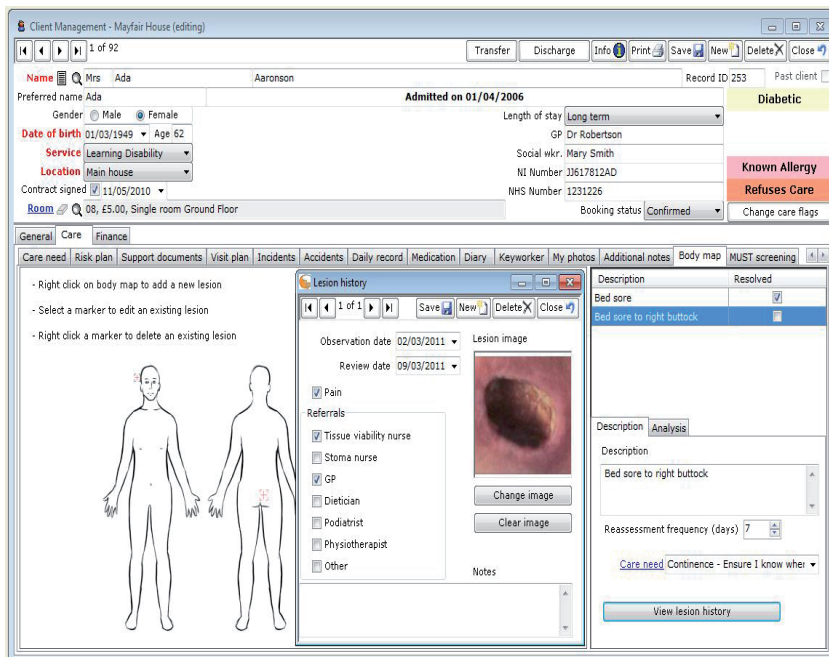 Client Management - Mayfair House (editing)
1 of 92 Transfer Discharge Info Print Save New Delete Close
Name Mrs Ada Aaronson Record ID 253 Past client
Preferred name Ada Admitted on 01/04/2006 Diabetic
Gender Male Female Length of stay Long term
Date of birth 01/03/1949 Age 62 GP Dr Robertson
Service Learning Disability Social wkr. Mary Smith
Location Main house NI Number JJ617812AD Known Allergy
Contract signed 11/05/2010 NHS Number 1231226 Refuses Care
Room 08, £5.00, Single room Ground Floor Booking status Confirmed Change care flags
General Care Finance
Care need Risk plan Support documents Visit plan Incidents Accidents Daily record Medication Diary Keyworker My photos Additional notes Body map MUST screening
- Right click on body map to add a new lesion
- Select a marker to edit an existing lesion
- Right click a marker to delete an existing lesion
Lesion history
1 of 1 Save New Delete Close
Observation date 02/03/2011 Lesion image
Review date 09/03/2011
Pain
Referrals
Tissue viability nurse
Stoma nurse
GP
Dietician
Podiatrist
Physiotherapist
Other
Change image
Clear image
Notes
Description Resolved
Bed sore
Bed sore to right buttock
Description Analysis
Description
Bed sore to right buttock
Reassessment frequency (days) 7
Care need Continence - Ensure I know wher
View lesion history